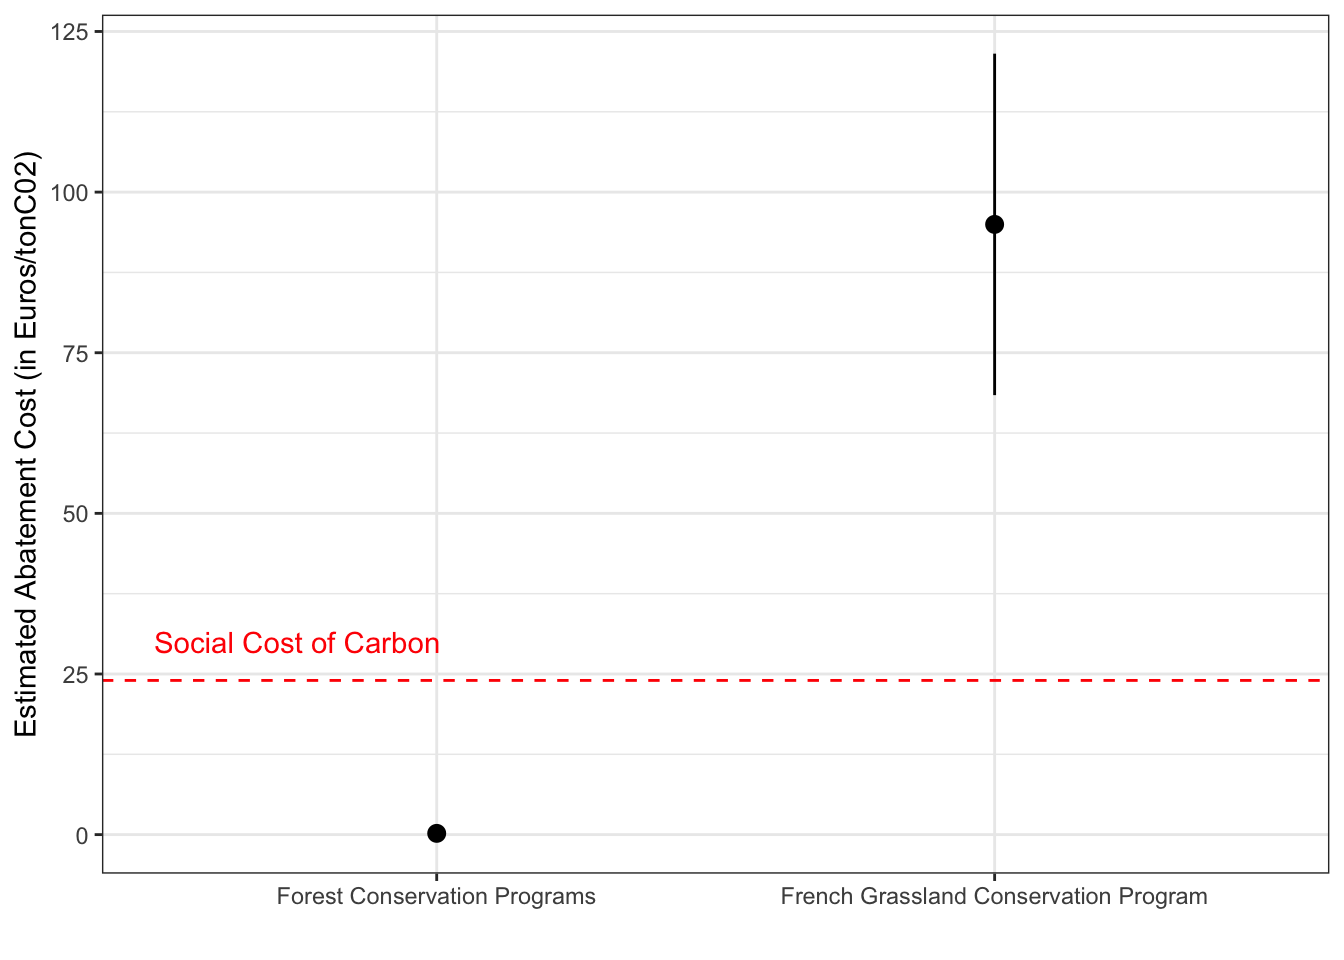 Estimated Abatement Cost (in Euros/tonC02)
125
100
75
50
25
0
Social Cost of Carbon
Forest Conservation Programs
French Grassland Conservation Program